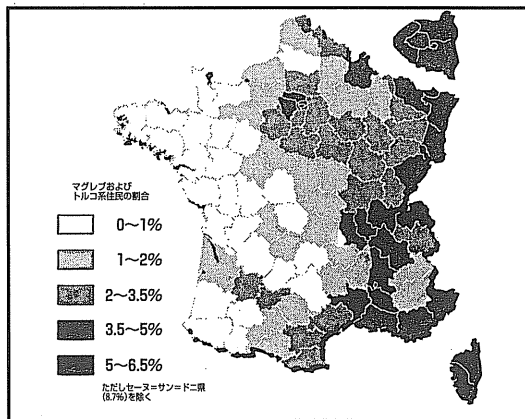 マグレブおよび
トルコ系住民の割合
0〜1%
1〜2%
2〜3.5%
3.5〜5%
5〜6.5%
ただしセーヌ=サン=ドニ県
(8.7%)を除く